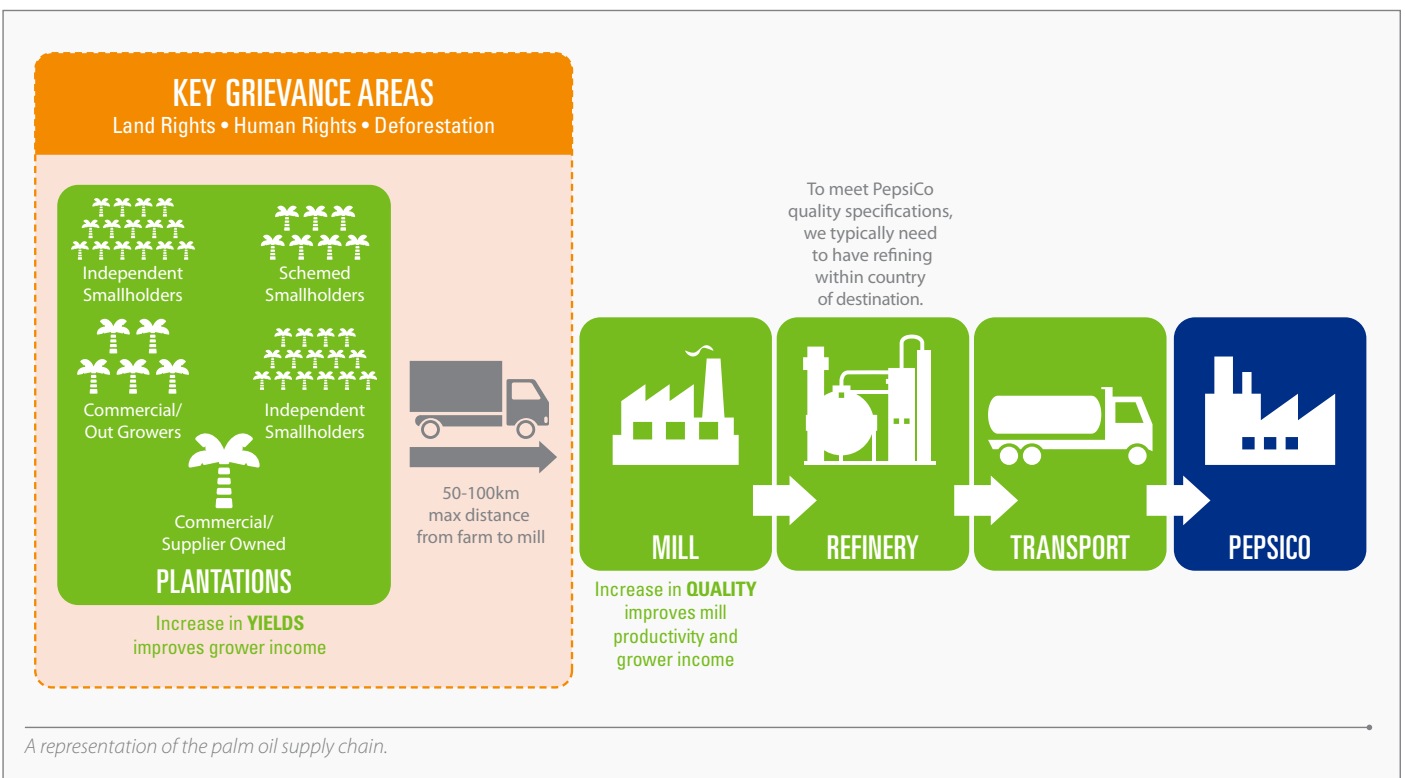 KEY GRIEVANCE AREAS
Land Rights • Human Rights • Deforestation
Independent
Smallholders
Schemed
Smallholders
Commercial/
Out Growers
Independent
Smallholders
Commercial/
Supplier Owned
PLANTATIONS
Increase in YIELDS
improves grower income
50-100km
max distance
from farm to mill
MILL
Increase in QUALITY
improves mill
productivity and
grower income
To meet PepsiCo
quality specifications,
we typically need
to have refining
within country
of destination.
REFINERY
TRANSPORT
PEPSICO
A representation of the palm oil supply chain.